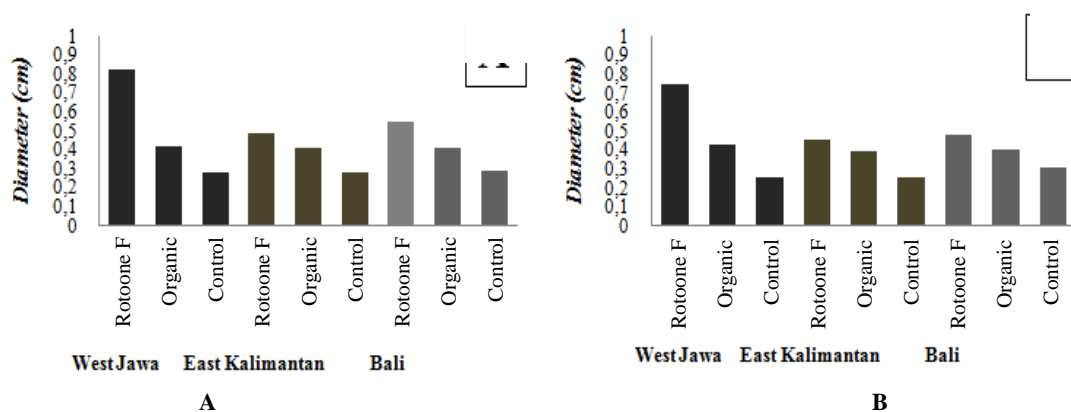 Diameter (cm)
1
0,9
0,8
0,7
0,6
0,5
0,4
0,3
0,2
0,1
0
Rotoone F
Organic
Control
Rotoone F
Organic
Control
Rotoone F
Organic
Control
West Jawa East Kalimantan Bali
A
Diameter (cm)
1
0,9
0,8
0,7
0,6
0,5
0,4
0,3
0,2
0,1
0
Rotoone F
Organic
Control
Rotoone F
Organic
Control
Rotoone F
Organic
Control
West Jawa East Kalimantan Bali
B